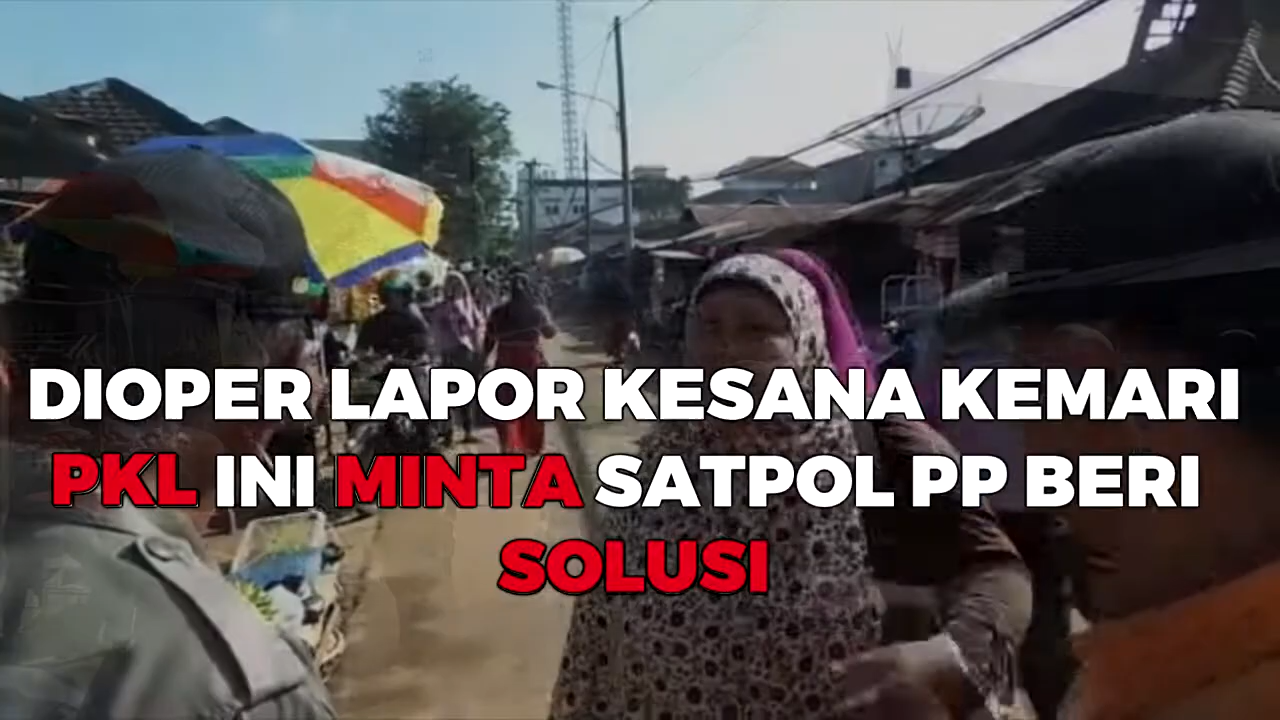 DIOPER LAPOR KESANA KEMARI
PKL INI MINTA SATPOL PP BERI
SOLUSI